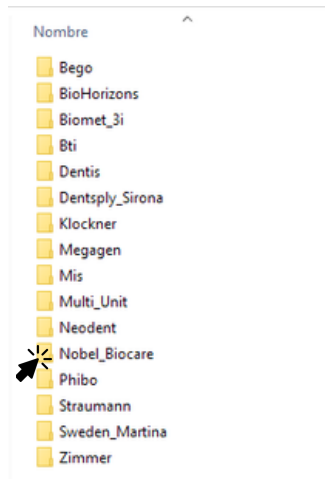 Nombre
Bego
BioHorizons
Biomet_3i
Bti
Dentis
Dentsply_Sirona
Klockner
Megagen
Mis
Multi_Unit
Neodent
Nobel_Biocare
Phibo
Straumann
Sweden_Martina
Zimmer